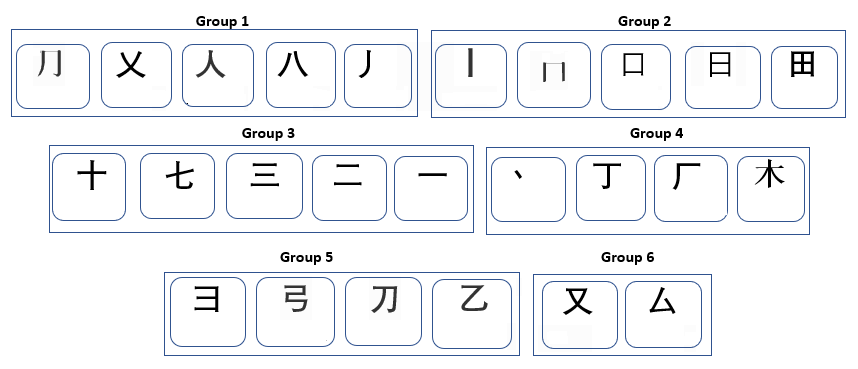 Group 1
⺆ 乂 人 八 丿
Group 2
丨 冂 口 日 田
Group 3
十 七 三 二 一
Group 4
丶 丁 厂 木
Group 5
彐 弓 刀 乙
Group 6
又 厶